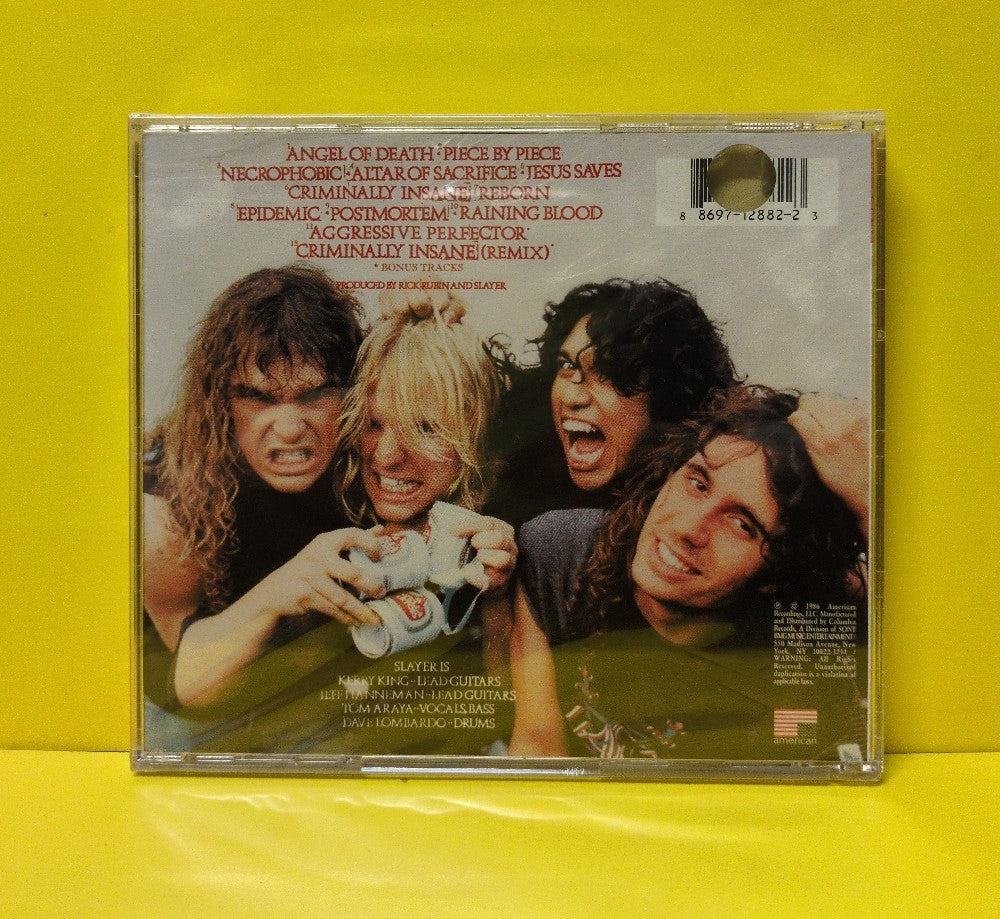 1 ANGEL OF DEATH 2 PIECE BY PIECE
3 NECROPHOBIC 4 ALTAR OF SACRIFICE 5 JESUS SAVES
6 CRIMINALLY INSANE 7 REBORN
8 EPIDEMIC 9 POSTMORTEM 10 RAINING BLOOD
11 AGGRESSIVE PERFECTOR*
12 CRIMINALLY INSANE (REMIX)*
* BONUS TRACKS
PRODUCED BY RICK RUBIN AND SLAYER
8 8697-12882-2 3
SLAYER IS
KERRY KING--LEAD GUITARS
JEFF HANNEMAN--LEAD GUITARS
TOM ARAYA--VOCALS, BASS
DAVE LOMBARDO--DRUMS
℗ © 1986 American
Recordings, LLC. Manufactured
and Distributed by Columbia
Records, A Division of SONY
BMG MUSIC ENTERTAINMENT/
550 Madison Avenue, New
York, NY 10022-3211 /
WARNING: All Rights
Reserved. Unauthorized
duplication is a violation of
applicable laws.
american